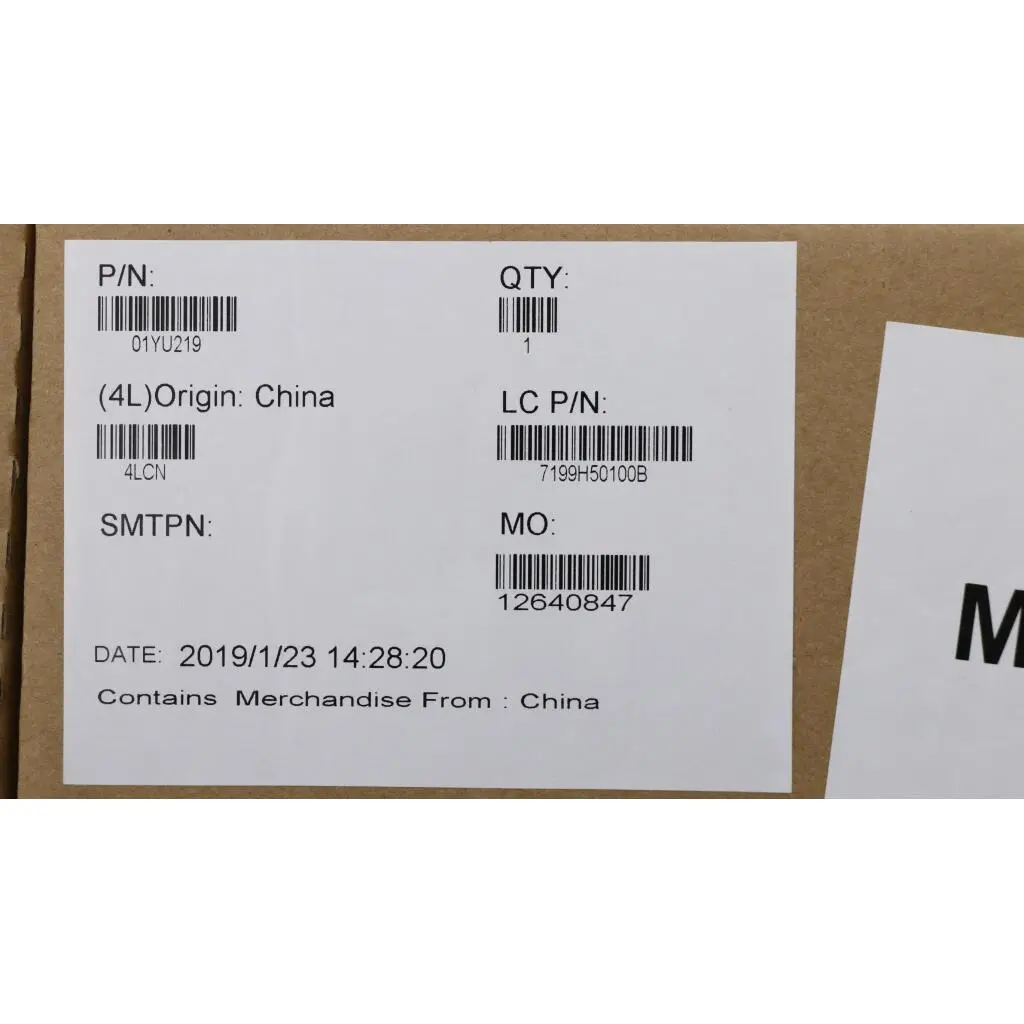 P/N:
01YU219
QTY:
1
(4L)Origin: China
4LCN
LC P/N:
7199H50100B
SMTPN:
MO:
12640847
DATE: 2019/1/23 14:28:20
Contains Merchandise From : China
M